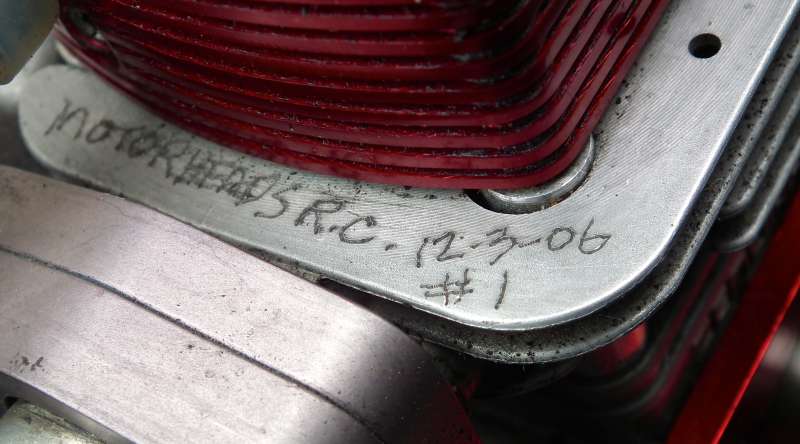 MOTORHEADS R.C. 12-3-06
# 1